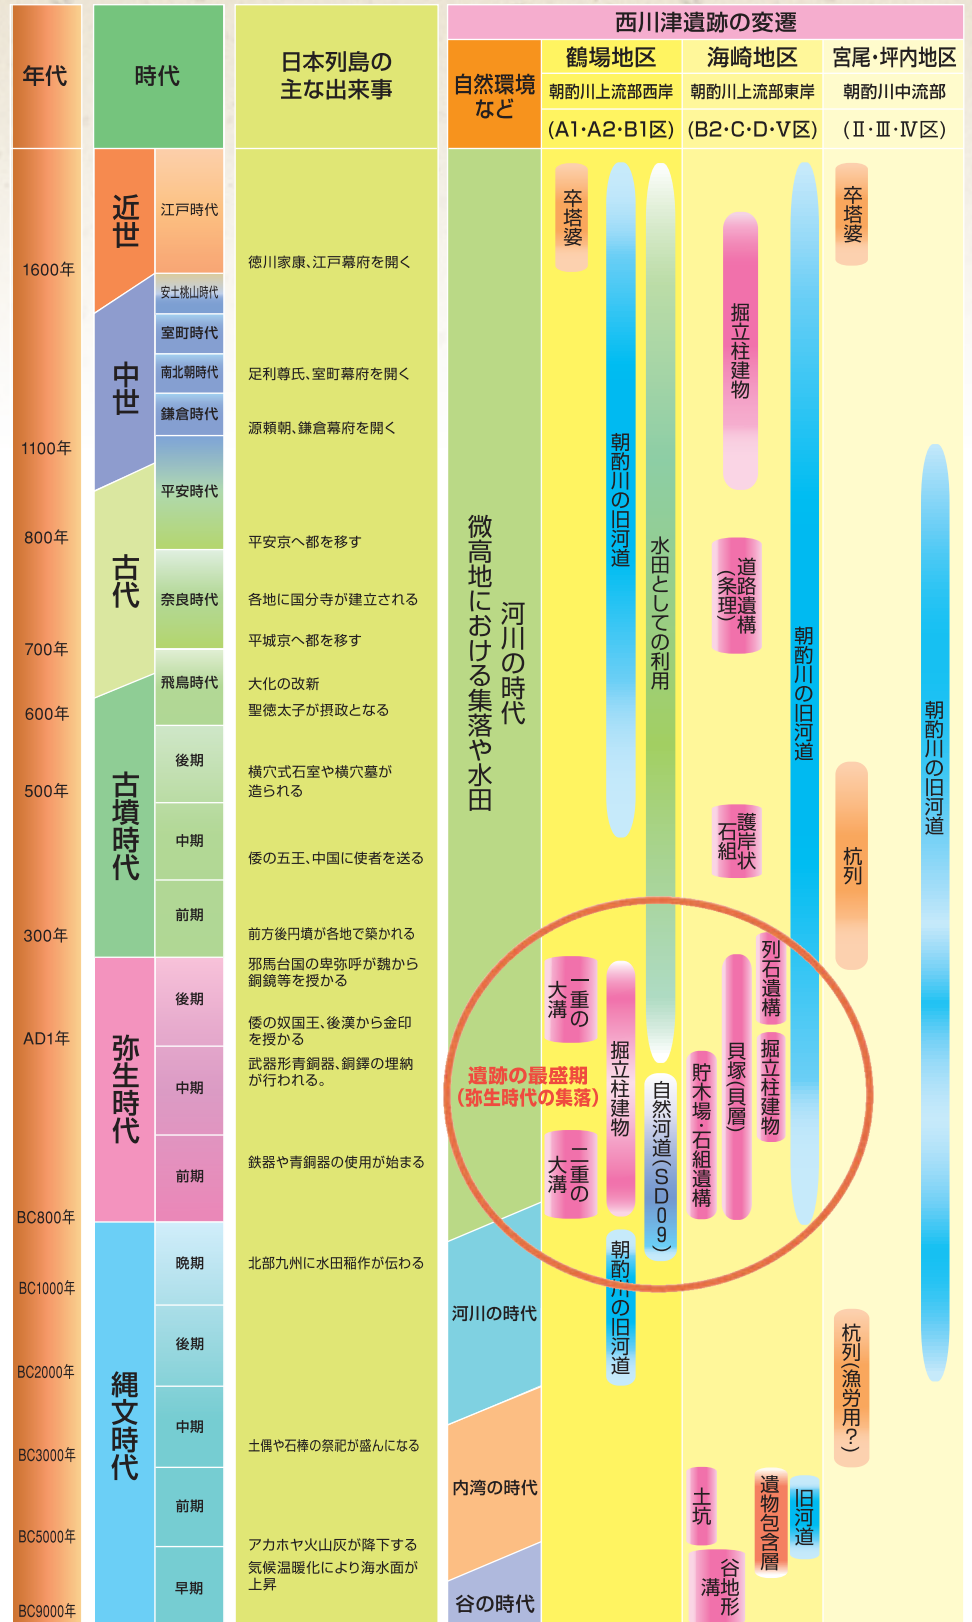 年代
時代
日本列島の
主な出来事
西川津遺跡の変遷
自然環境
など
鶴場地区
朝酌川上流部西岸
(A1・A2・B1区)
海崎地区
朝酌川上流部東岸
(B2・C・D・V区)
宮尾・坪内地区
朝酌川中流部
(Ⅱ・Ⅲ・Ⅳ区)
1600年
1100年
800年
700年
600年
500年
300年
AD1年
BC800年
BC1000年
BC2000年
BC3000年
BC5000年
BC9000年
近世
中世
古代
古墳時代
弥生時代
縄文時代
江戸時代
安土桃山時代
室町時代
南北朝時代
鎌倉時代
平安時代
奈良時代
飛鳥時代
後期
中期
前期
後期
中期
前期
晩期
後期
中期
前期
早期
徳川家康、江戸幕府を開く
足利尊氏、室町幕府を開く
源頼朝、鎌倉幕府を開く
平安京へ都を移す
各地に国分寺が建立される
平城京へ都を移す
大化の改新
聖徳太子が摂政となる
横穴式石室や横穴墓が
造られる
倭の五王、中国に使者を送る
前方後円墳が各地で築かれる
邪馬台国の卑弥呼が魏から
銅鏡等を授かる
倭の奴国王、後漢から金印
を授かる
武器形青銅器、銅鐸の埋納
が行われる。
鉄器や青銅器の使用が始まる
北部九州に水田稲作が伝わる
土偶や石棒の祭祀が盛んになる
アカホヤ火山灰が降下する
気候温暖化により海水面が
上昇
河川の時代
微高地における集落や水田
河川の時代
内湾の時代
谷の時代
卒塔婆
朝酌川の旧河道
水田としての利用
一重の
大溝
掘立柱建物
遺跡の最盛期
(弥生時代の集落)
二重の
大溝
自然河道(SD09)
朝酌川の旧河道
掘立柱建物
道路遺構
(条理)
護岸状
石組
朝酌川の旧河道
列石遺構
掘立柱建物
貝塚(貝層)
貯木場・石組遺構
土坑
遺物包含層
旧河道
谷地形
溝
卒塔婆
朝酌川の旧河道
杭列
杭列(漁労用?)